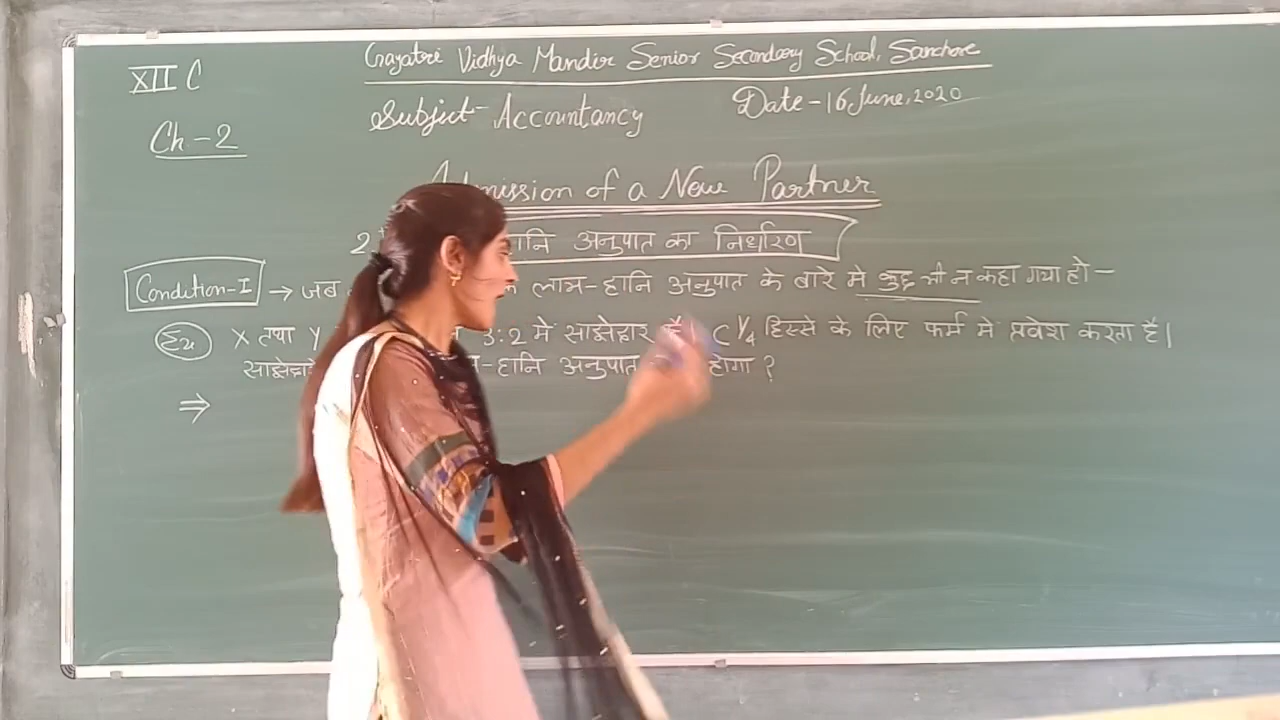 XII C
Gayatri Vidhya Mandir Senior Secondary School, Sanchore
Subject - Accountancy
Date - 16 June, 2020
Ch - 2
Admission of a New Partner
2 हानि अनुपात का निर्धारण
Condition-I → जब के लाभ-हानि अनुपात के बारे में कुछ भी न कहा गया हो -
Ex X तथा Y 3:2 में साझेदार है। C 1/4 हिस्से के लिए फर्म में प्रवेश करता है।
-हानि अनुपात होगा ?
⇒